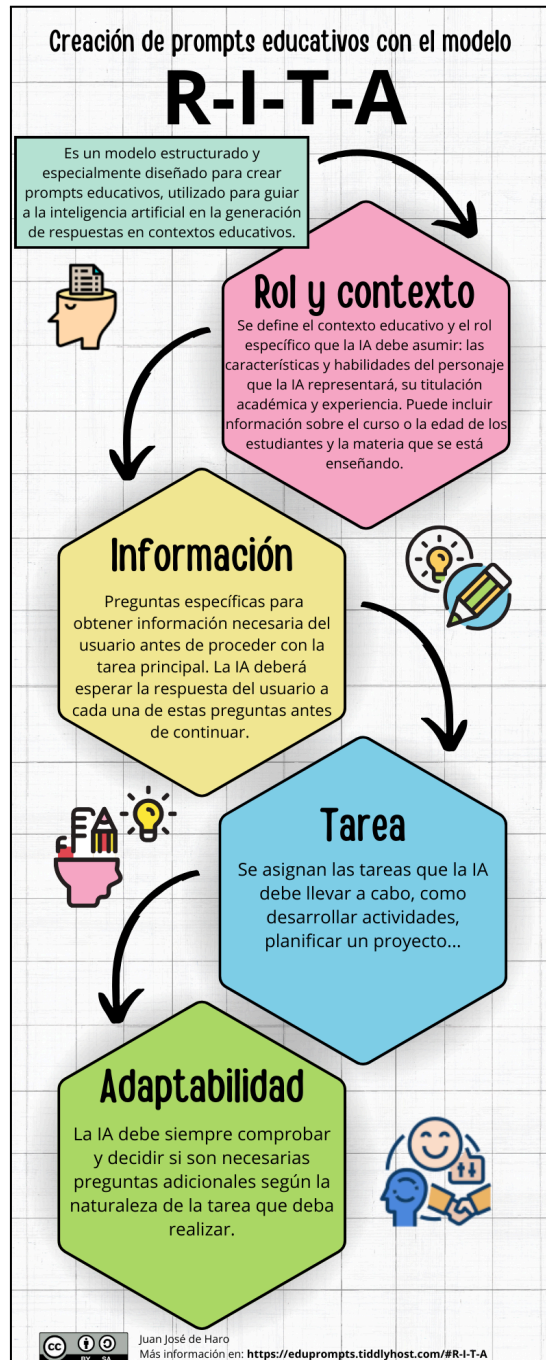 Creación de prompts educativos con el modelo
R-I-T-A
Es un modelo estructurado y
especialmente diseñado para crear
prompts educativos, utilizado para guiar
a la inteligencia artificial en la generación
de respuestas en contextos educativos.
Rol y contexto
Se define el contexto educativo y el rol
específico que la IA debe asumir: las
características y habilidades del personaje
que la IA representará, su titulación
académica y experiencia. Puede incluir
nformación sobre el curso o la edad de los
estudiantes y la materia que se está
enseñando.
Información
Preguntas específicas para
obtener información necesaria del
usuario antes de proceder con la
tarea principal. La IA deberá
esperar la respuesta del usuario a
cada una de estas preguntas antes
de continuar.
Tarea
Se asignan las tareas que la IA
debe llevar a cabo, como
desarrollar actividades,
planificar un proyecto...
Adaptabilidad
La IA debe siempre comprobar
y decidir si son necesarias
preguntas adicionales según la
naturaleza de la tarea que deba
realizar.
cc
BY SA
Juan José de Haro
Más información en: https://eduprompts.tiddlyhost.com/#R-I-T-A